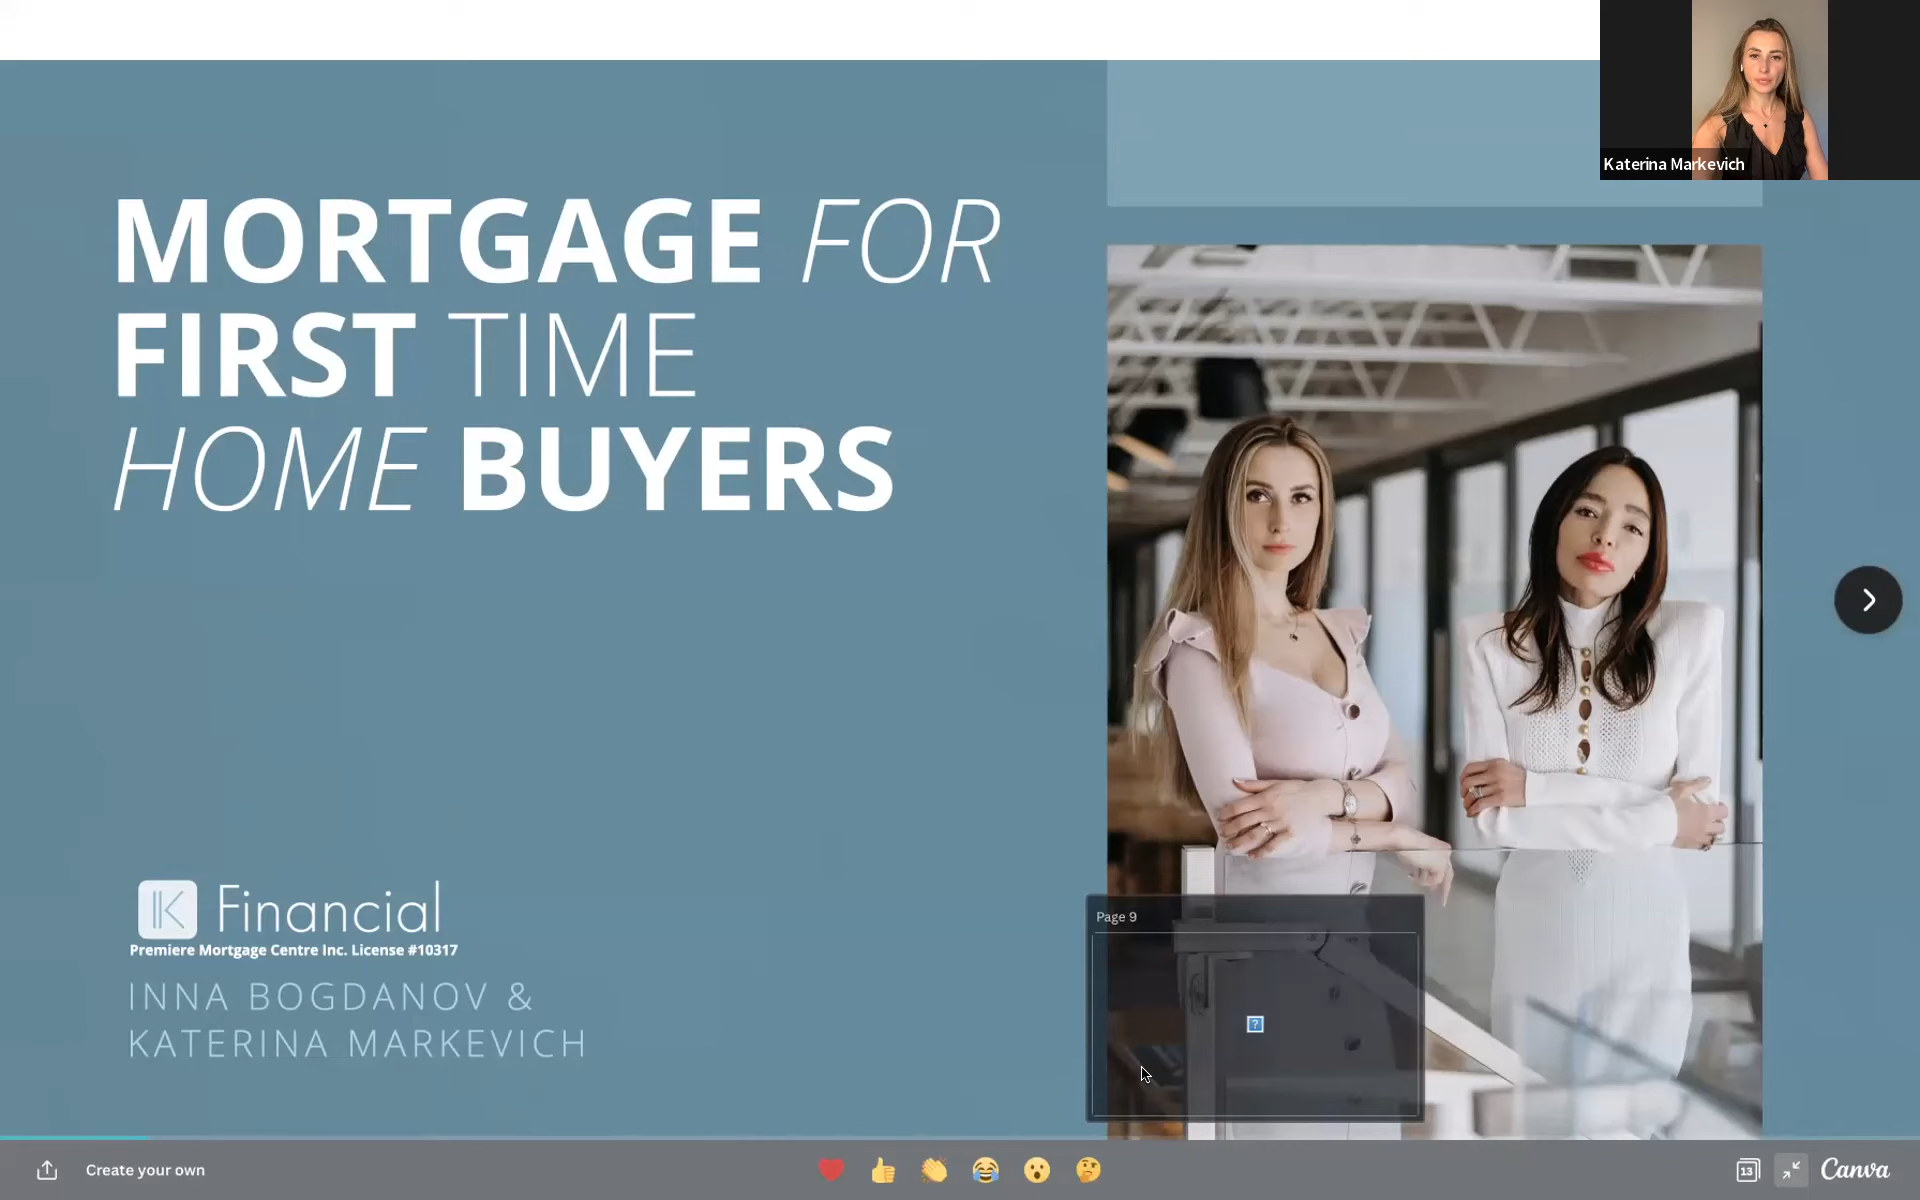 Katerina Markevich
MORTGAGE FOR
FIRST TIME
HOME BUYERS
IK Financial
Premiere Mortgage Centre Inc. License #10317
INNA BOGDANOV &
KATERINA MARKEVICH
Page 9
?
Create your own
13
Canva